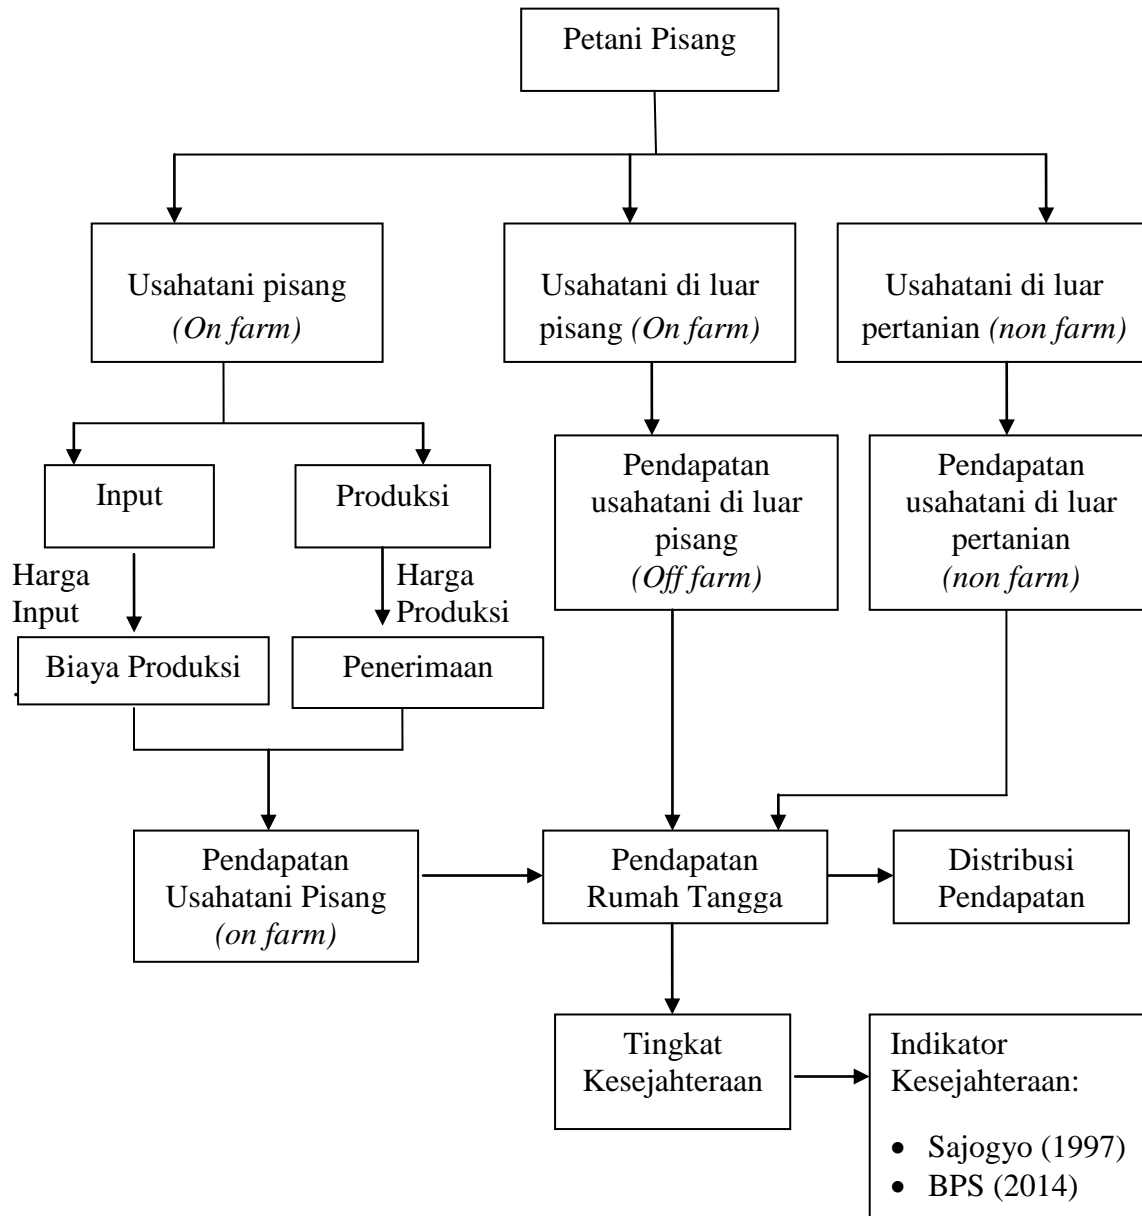 Petani Pisang
Usahatani pisang
(On farm)
Usahatani di luar
pisang (On farm)
Usahatani di luar
pertanian (non farm)
Input
Produksi
Pendapatan
usahatani di luar
pisang
(Off farm)
Pendapatan
usahatani di luar
pertanian
(non farm)
Harga
Input
Harga
Produksi
Biaya Produksi
Penerimaan
Pendapatan
Usahatani Pisang
(on farm)
Pendapatan
Rumah Tangga
Distribusi
Pendapatan
Tingkat
Kesejahteraan
Indikator
Kesejahteraan:
• Sajogyo (1997)
• BPS (2014)